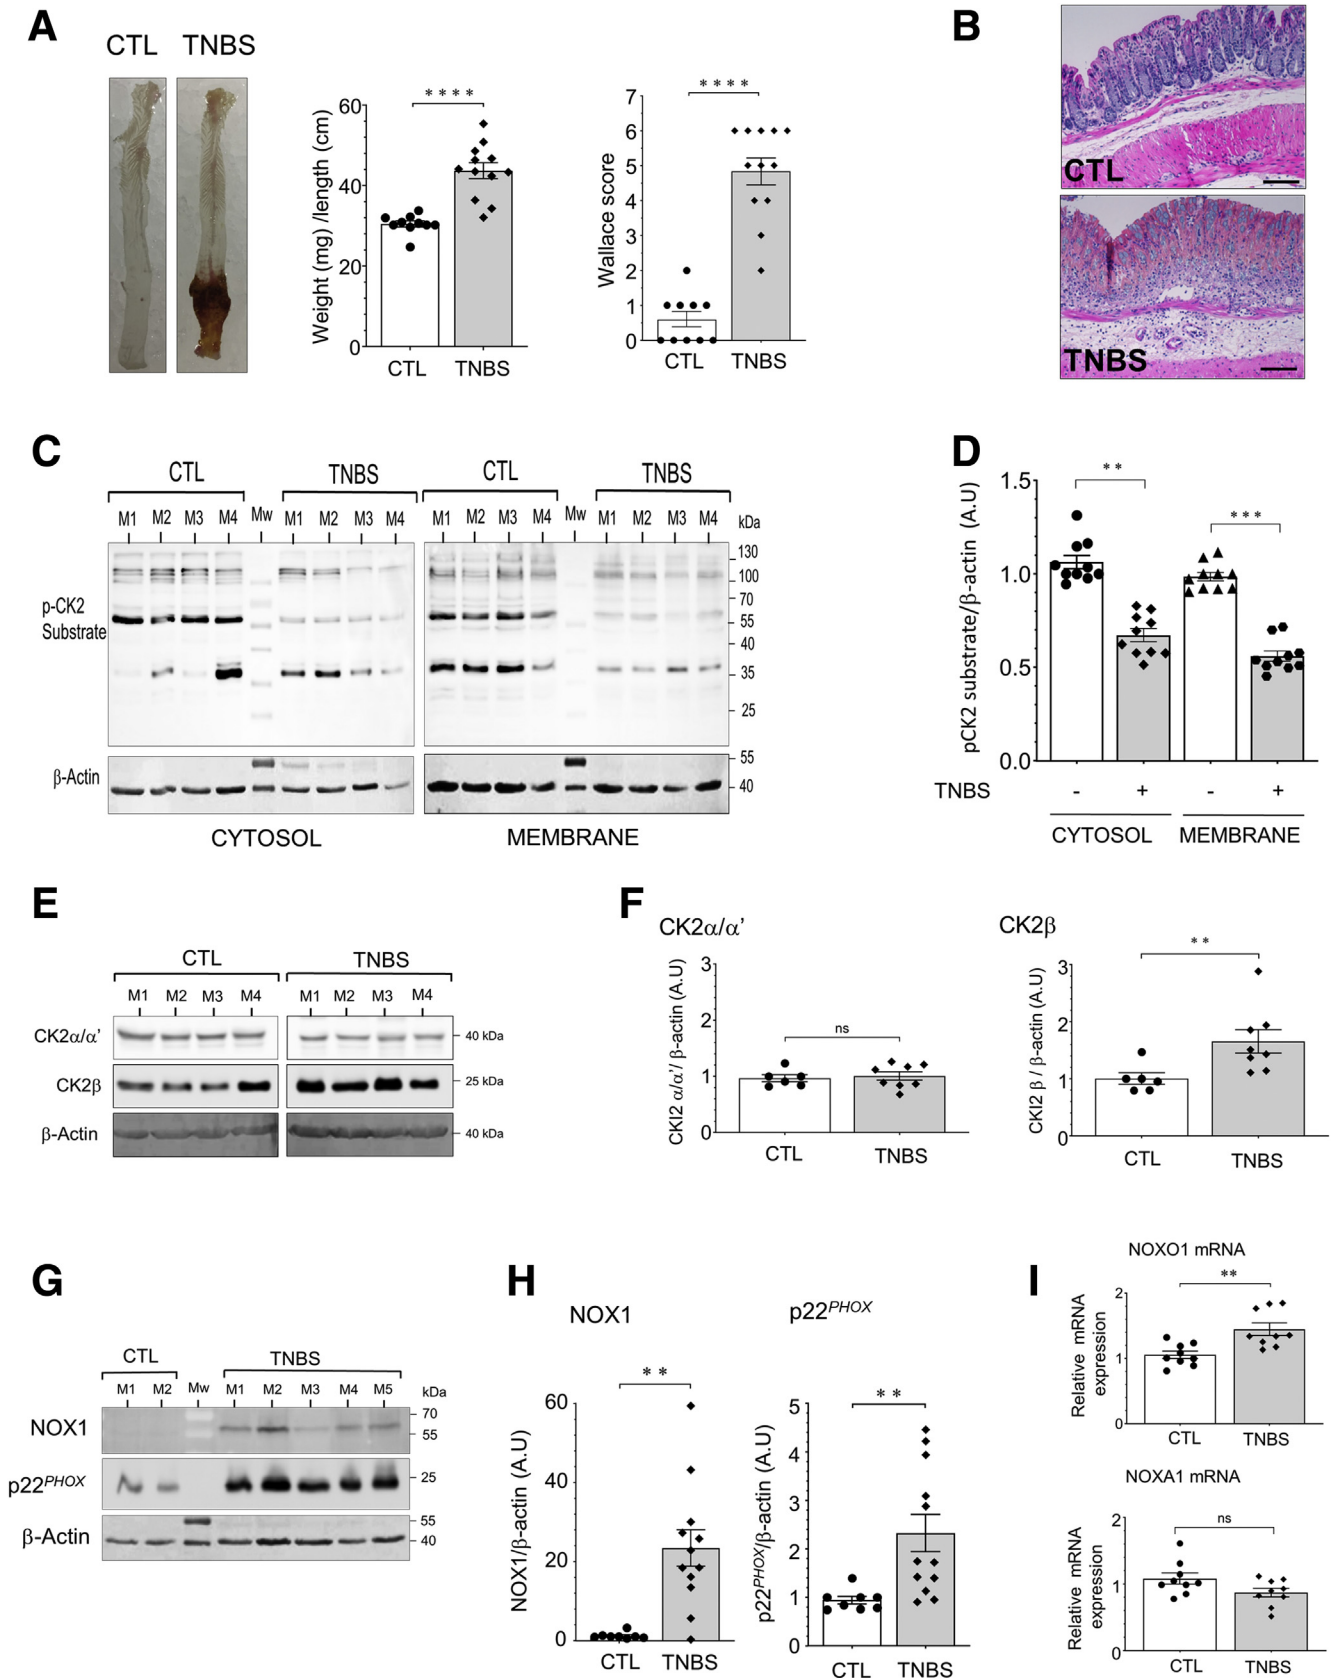 A
CTL TNBS
Weight (mg) /length (cm)
60
40
20
0
****
CTL TNBS
Wallace score
7
6
5
4
3
2
1
0
****
CTL TNBS
B
CTL
TNBS
C
CTL TNBS CTL TNBS
M1 M2 M3 M4 Mw M1 M2 M3 M4 M1 M2 M3 M4 Mw M1 M2 M3 M4 kDa
p-CK2
Substrate
130
100
70
55
40
35
25
β-Actin
55
40
CYTOSOL MEMBRANE
D
pCK2 substrate/β-actin (A.U)
1.5
1.0
0.5
0.0
**
***
TNBS - + - +
CYTOSOL MEMBRANE
E
CTL TNBS
M1 M2 M3 M4 M1 M2 M3 M4
CK2α/α’ 40 kDa
CK2β 25 kDa
β-Actin 40 kDa
F
CK2α/α’
CKI2 α/α’/ β-actin (A.U)
3
2
1
0
ns
CTL TNBS
CK2β
CKI2 β / β-actin (A.U)
3
2
1
0
**
CTL TNBS
G
CTL TNBS
M1 M2 Mw M1 M2 M3 M4 M5 kDa
NOX1
70
55
p22PHOX 25
β-Actin
55
40
H
NOX1
NOX1/β-actin (A.U)
60
40
20
0
**
CTL TNBS
p22PHOX
p22PHOX/β-actin (A.U)
5
4
3
2
1
0
**
CTL TNBS
I
NOXO1 mRNA
Relative mRNA
expression
2
1
0
**
CTL TNBS
NOXA1 mRNA
Relative mRNA
expression
2
1
0
ns
CTL TNBS